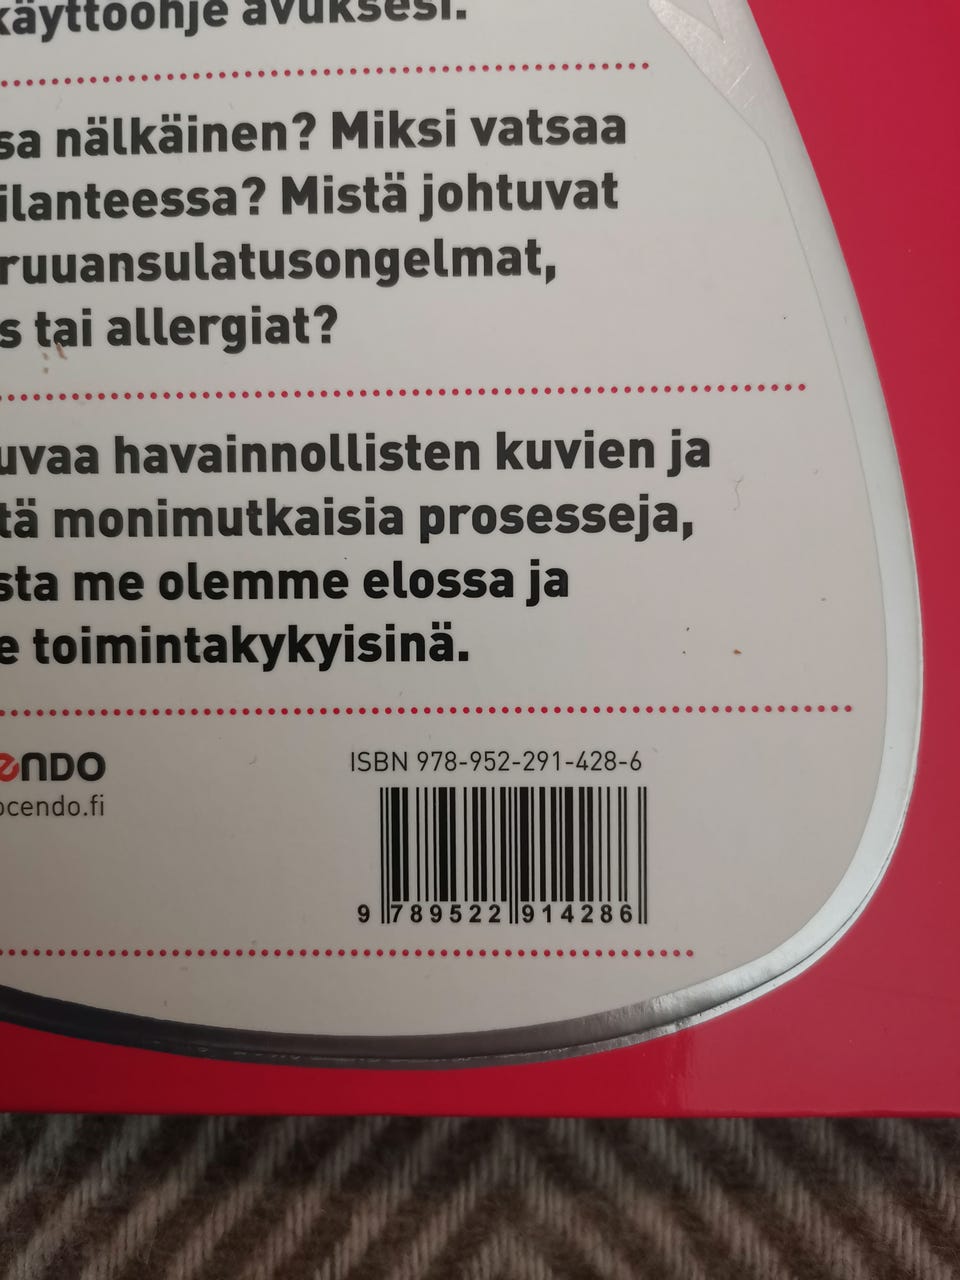 käyttöohje avuksesi.
sa nälkäinen? Miksi vatsaa
ilanteessa? Mistä johtuvat
ruuansulatusongelmat,
s tai allergiat?
uvaa havainnollisten kuvien ja
tä monimutkaisia prosesseja,
sta me olemme elossa ja
e toimintakykyisinä.
ENDO
ocendo.fi
ISBN 978-952-291-428-6
9 789522 914286